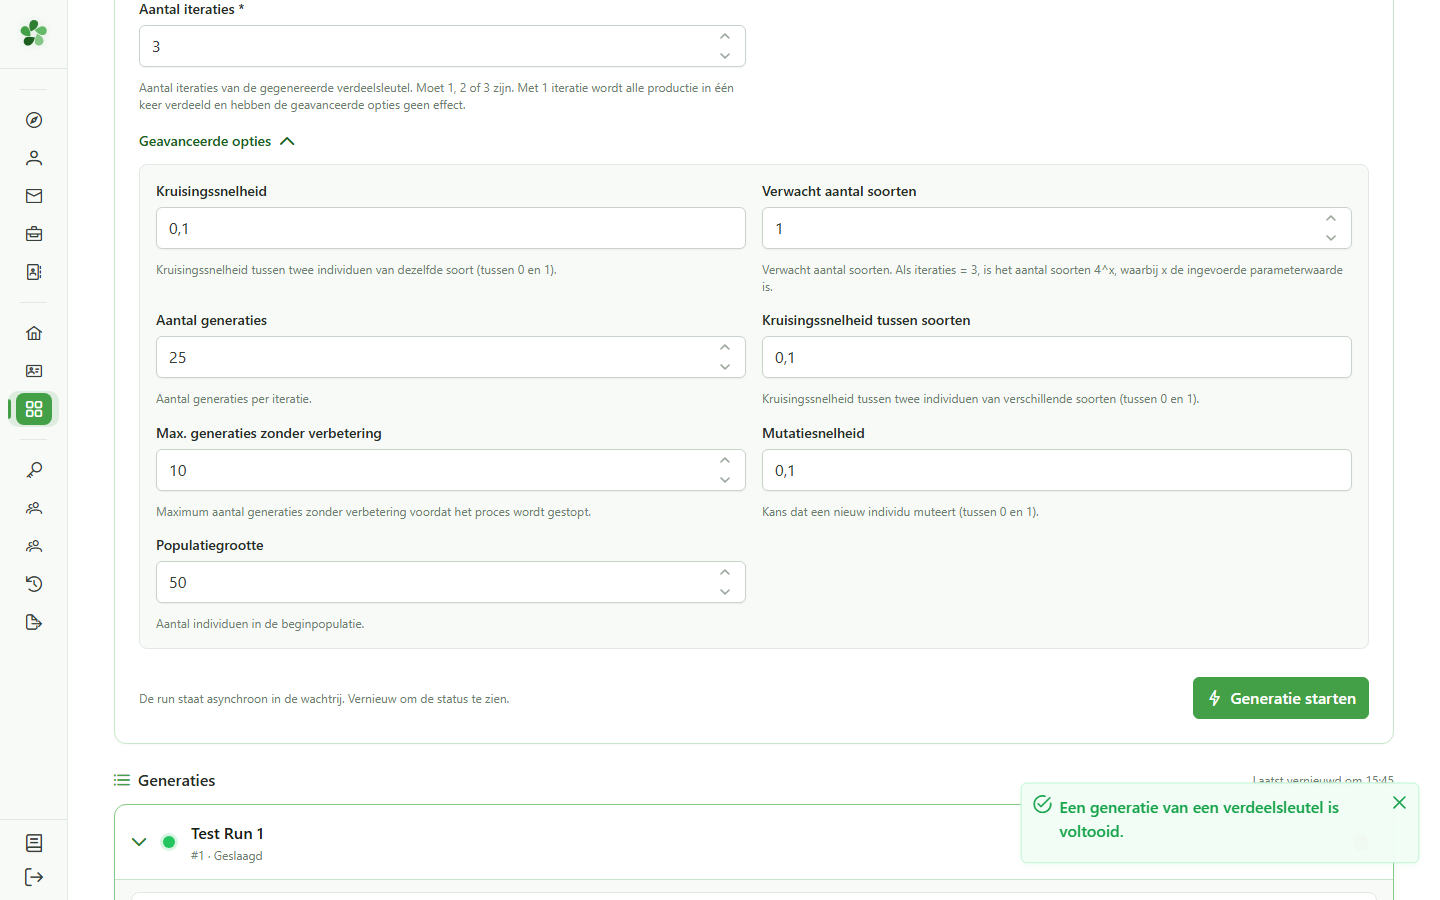 Aantal iteraties *
3
Aantal iteraties van de gegenereerde verdeelsleutel. Moet 1, 2 of 3 zijn. Met 1 iteratie wordt alle productie in één
keer verdeeld en hebben de geavanceerde opties geen effect.
Geavanceerde opties
Kruisingssnelheid
0,1
Kruisingssnelheid tussen twee individuen van dezelfde soort (tussen 0 en 1).
Verwacht aantal soorten
1
Verwacht aantal soorten. Als iteraties = 3, is het aantal soorten 4^x, waarbij x de ingevoerde parameterwaarde
is.
Aantal generaties
25
Aantal generaties per iteratie.
Kruisingssnelheid tussen soorten
0,1
Kruisingssnelheid tussen twee individuen van verschillende soorten (tussen 0 en 1).
Max. generaties zonder verbetering
10
Maximum aantal generaties zonder verbetering voordat het proces wordt gestopt.
Mutatiesnelheid
0,1
Kans dat een nieuw individu muteert (tussen 0 en 1).
Populatiegrootte
50
Aantal individuen in de beginpopulatie.
De run staat asynchroon in de wachtrij. Vernieuw om de status te zien.
Generatie starten
Generaties
Laatst vernieuwd om 15:45
Test Run 1
#1 · Geslaagd
Een generatie van een verdeelsleutel is
voltooid.